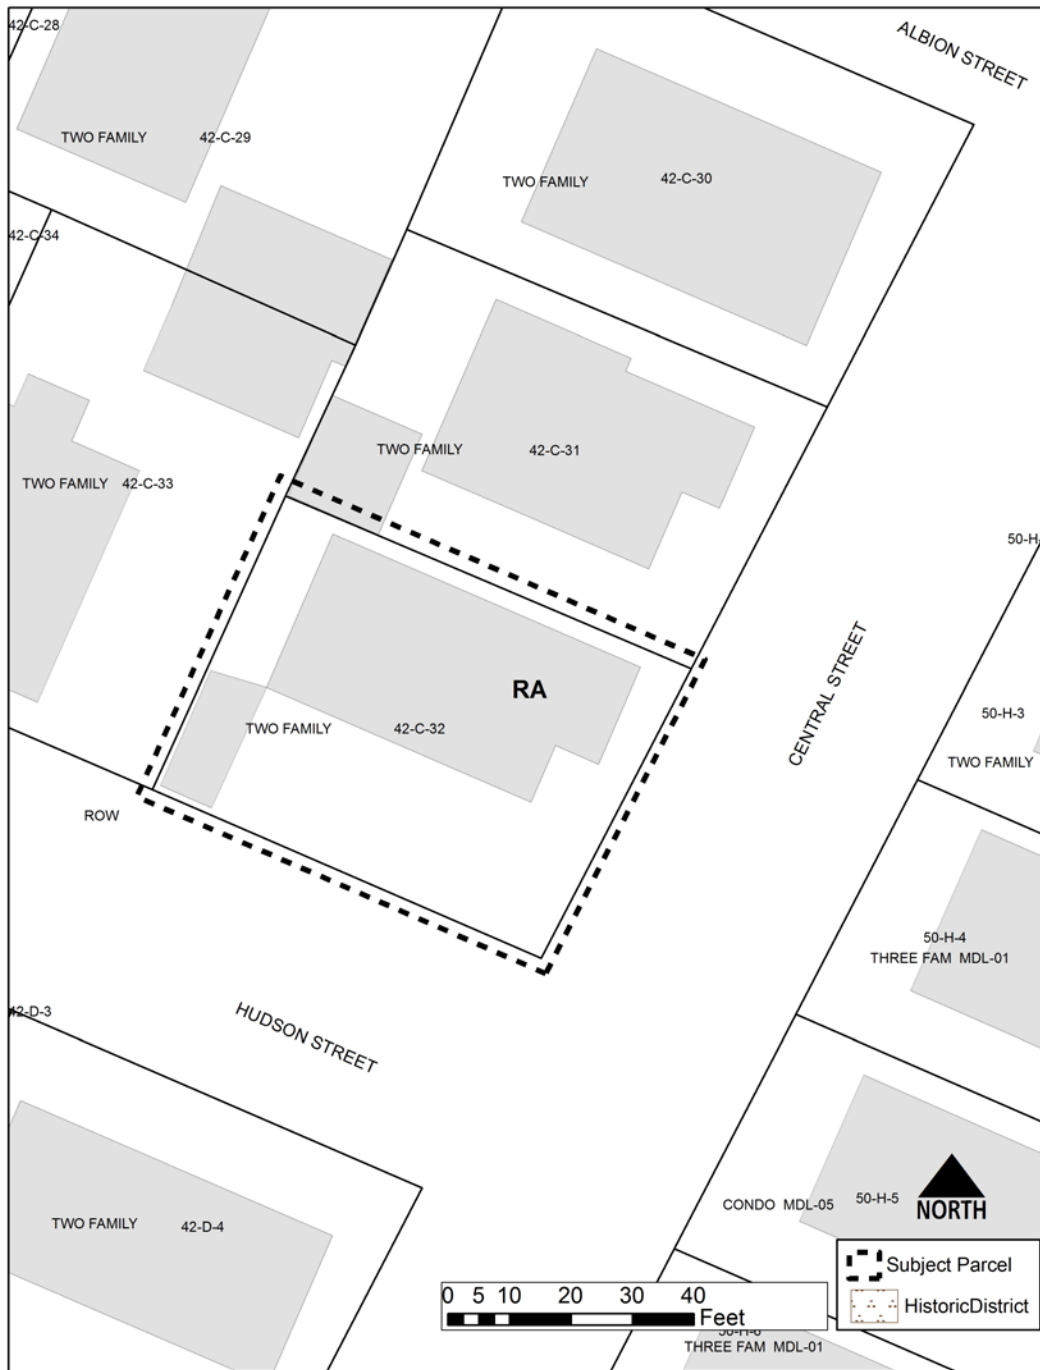 42-C-28
ALBION STREET
TWO FAMILY 42-C-29
TWO FAMILY 42-C-30
42-C-34
TWO FAMILY 42-C-31
TWO FAMILY 42-C-33
50-H-
CENTRAL STREET
RA
50-H-3
TWO FAMILY 42-C-32
TWO FAMILY
ROW
50-H-4
THREE FAM MDL-01
42-D-3
HUDSON STREET
CONDO MDL-05 50-H-5
NORTH
TWO FAMILY 42-D-4
Subject Parcel
HistoricDistrict
0 5 10 20 30 40
Feet
50-H-6
THREE FAM MDL-01